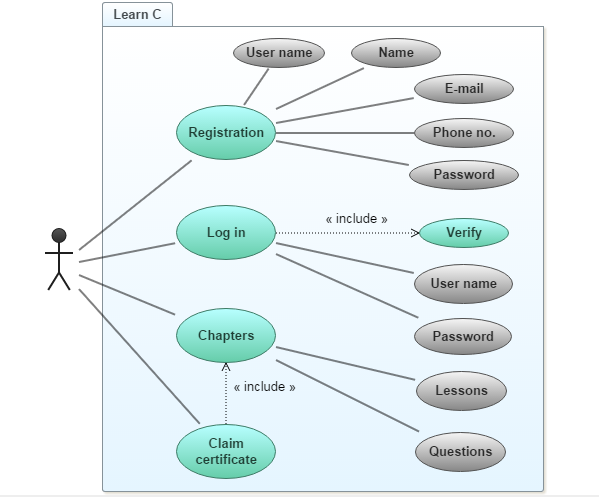 Learn C
User name
Name
E-mail
Registration
Phone no.
Password
Log in
« include »
Verify
User name
Chapters
Password
« include »
Lessons
Claim
certificate
Questions